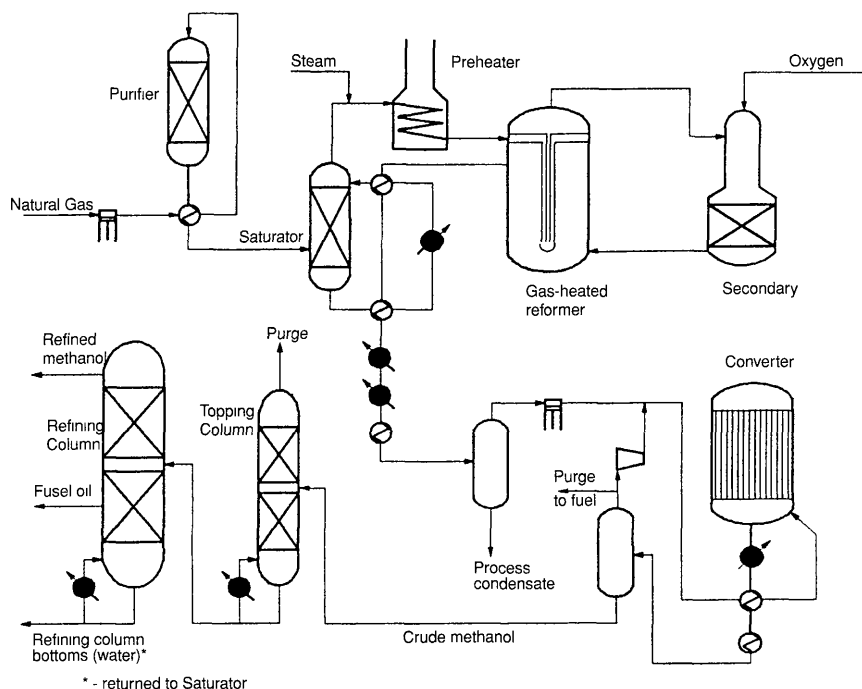 Steam
Preheater
Oxygen
Purifier
Natural Gas
Saturator
Gas-heated
reformer
Secondary
Refined
methanol
Purge
Converter
Topping
Column
Refining
Column
Fusel oil
Purge
to fuel
Process
condensate
Crude methanol
Refining column
bottoms (water)*
* - returned to Saturator